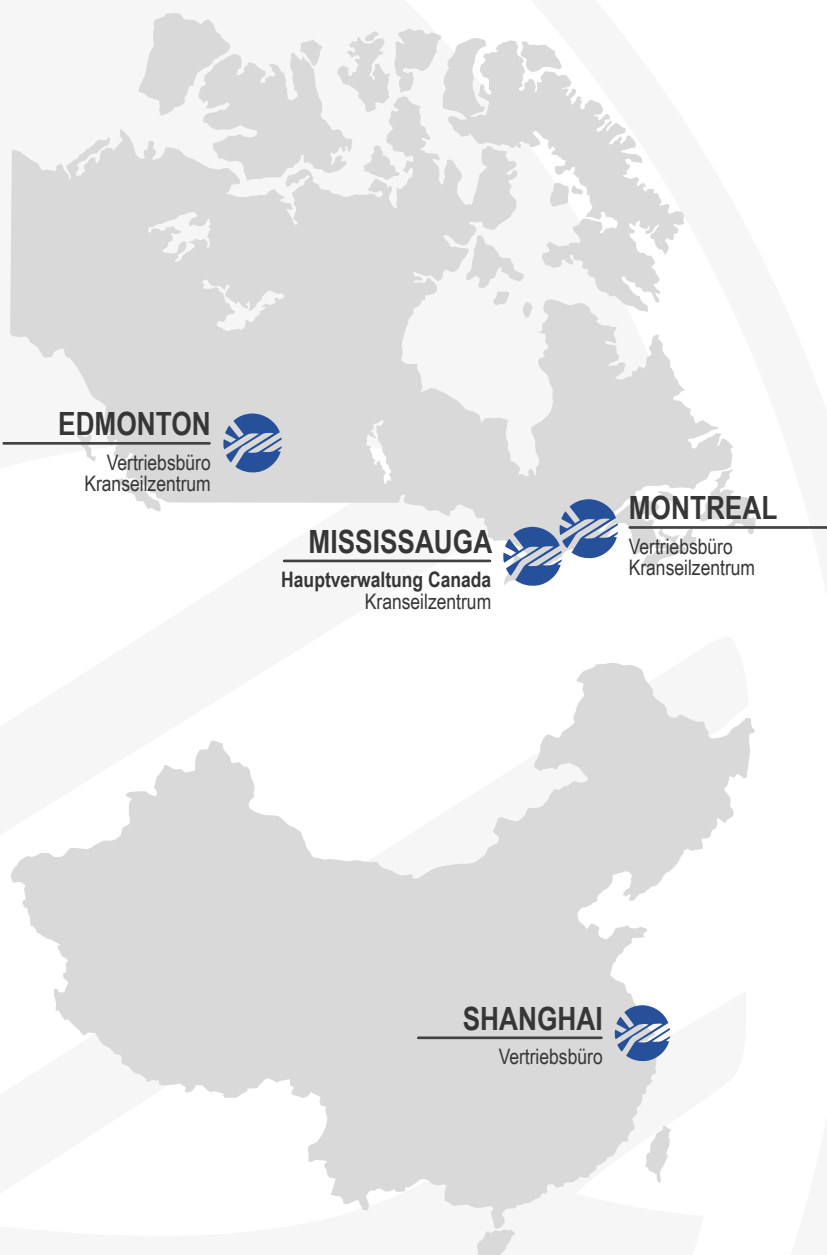 EDMONTON
Vertriebsbüro
Kranseilzentrum
MONTREAL
Vertriebsbüro
Kranseilzentrum
MISSISSAUGA
Hauptverwaltung Canada
Kranseilzentrum
SHANGHAI
Vertriebsbüro